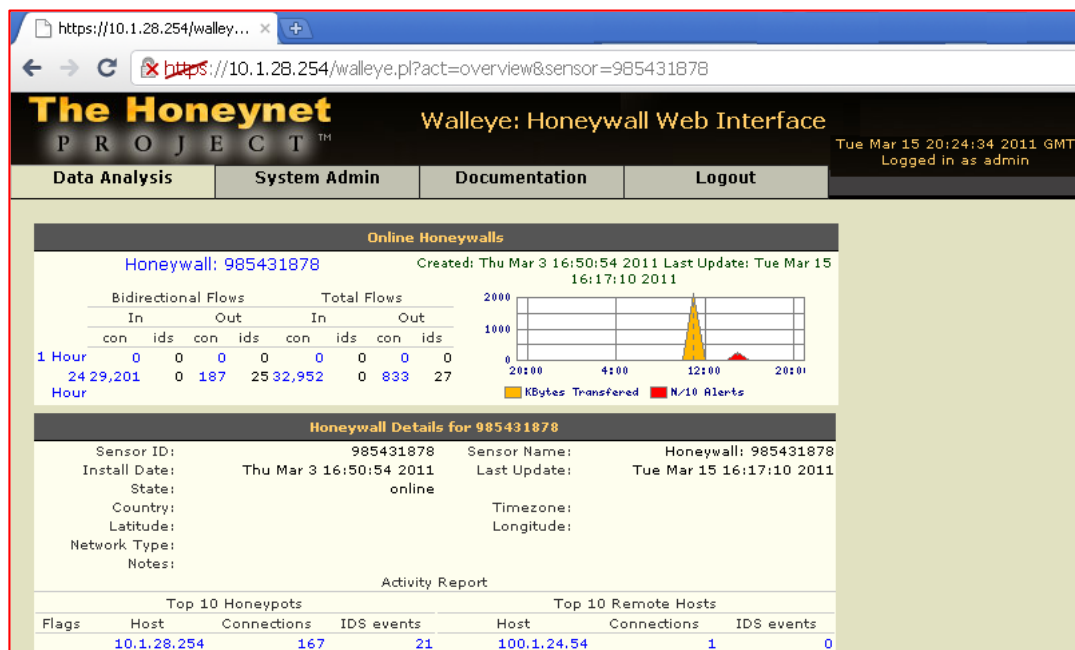 https://10.1.28.254/walley...
https://10.1.28.254/walleye.pl?act=overview&sensor=985431878
The Honeynet
PROJECT™
Walleye: Honeywall Web Interface
Tue Mar 15 20:24:34 2011 GMT
Logged in as admin
Data Analysis System Admin Documentation Logout
Online Honeywalls
Honeywall: 985431878
Created: Thu Mar 3 16:50:54 2011 Last Update: Tue Mar 15
16:17:10 2011
Bidirectional Flows Total Flows
In Out In Out
con ids con ids con ids con ids
1 Hour 0 0 0 0 0 0 0 0
24 29,201 0 187 25 32,952 0 833 27
Hour
2000
1000
0
20:00 4:00 12:00 20:0
KBytes Transfered N/10 Alerts
Honeywall Details for 985431878
Sensor ID: 985431878 Sensor Name: Honeywall: 985431878
Install Date: Thu Mar 3 16:50:54 2011 Last Update: Tue Mar 15 16:17:10 2011
State: online
Country: Timezone:
Latitude: Longitude:
Network Type:
Notes:
Activity Report
Top 10 Honeypots Top 10 Remote Hosts
Flags Host Connections IDS events Host Connections IDS events
10.1.28.254 167 21 100.1.24.54 1 0